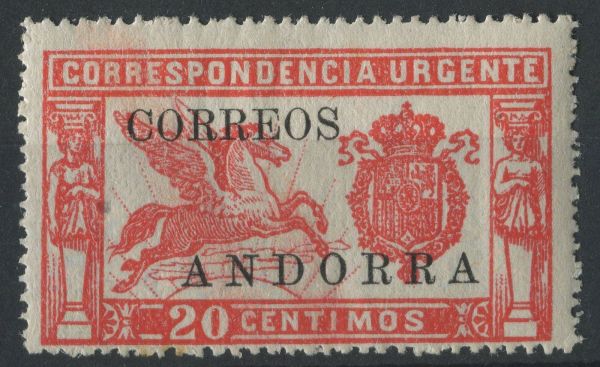 CORRESPONDENCIA URGENTE
CORREOS
ANDORRA
20 CENTIMOS